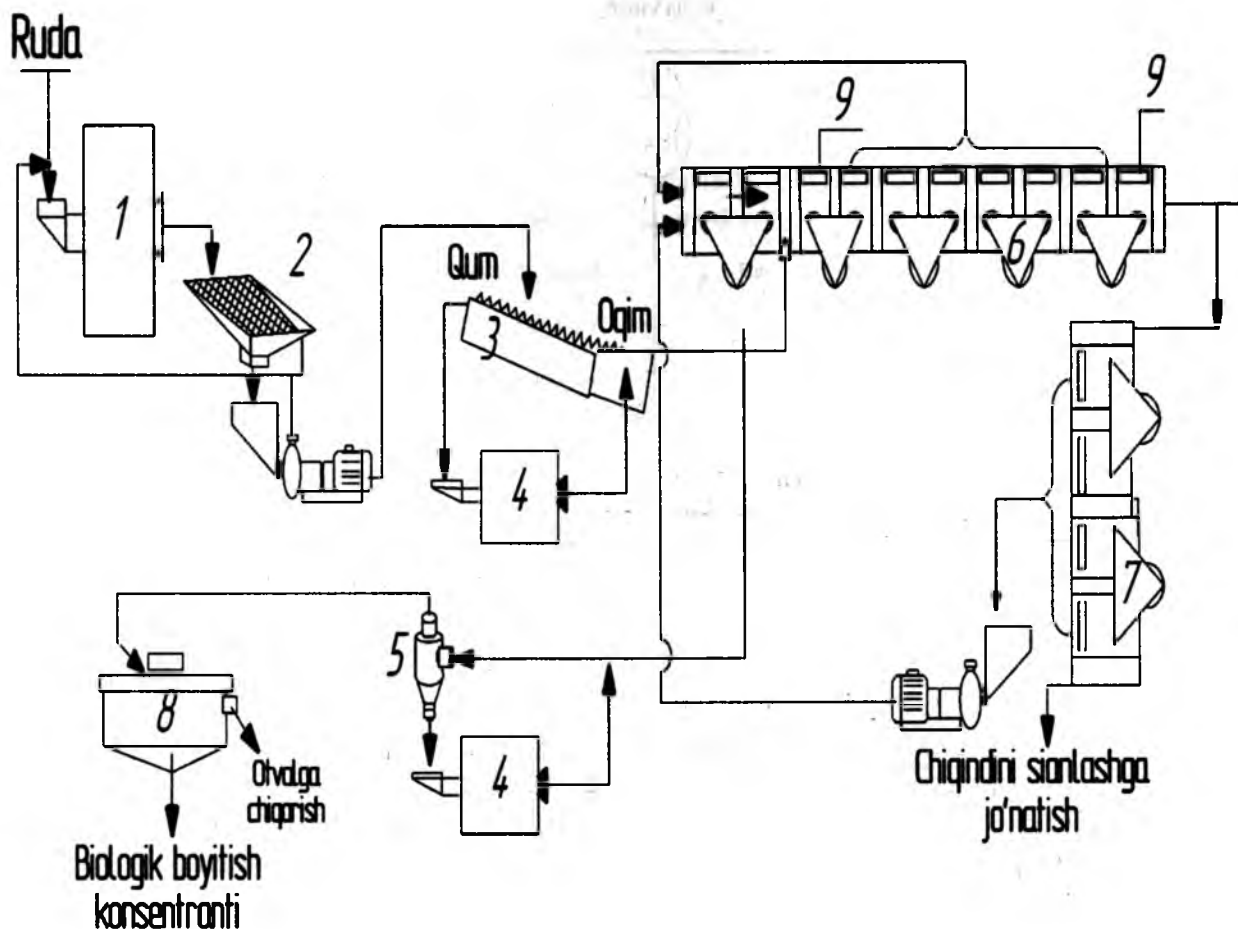 Ruda
9
9
1
2
Qum
6
3
Oqim
4
7
5
8
4
Otvalga
chiqarish
Chiqindini sianlashga
jo'natish
Biologik boyitish
konsentranti